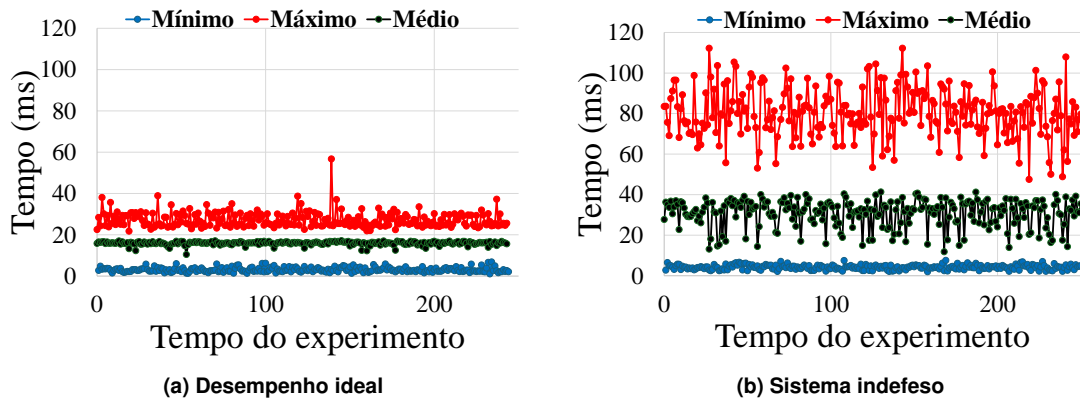 Mínimo Máximo Médio
120
100
80
60
40
20
0
0 100 200
Tempo (ms)
Tempo do experimento
(a) Desempenho ideal
Mínimo Máximo Médio
120
100
80
60
40
20
0
0 100 200
Tempo (ms)
Tempo do experimento
(b) Sistema indefeso